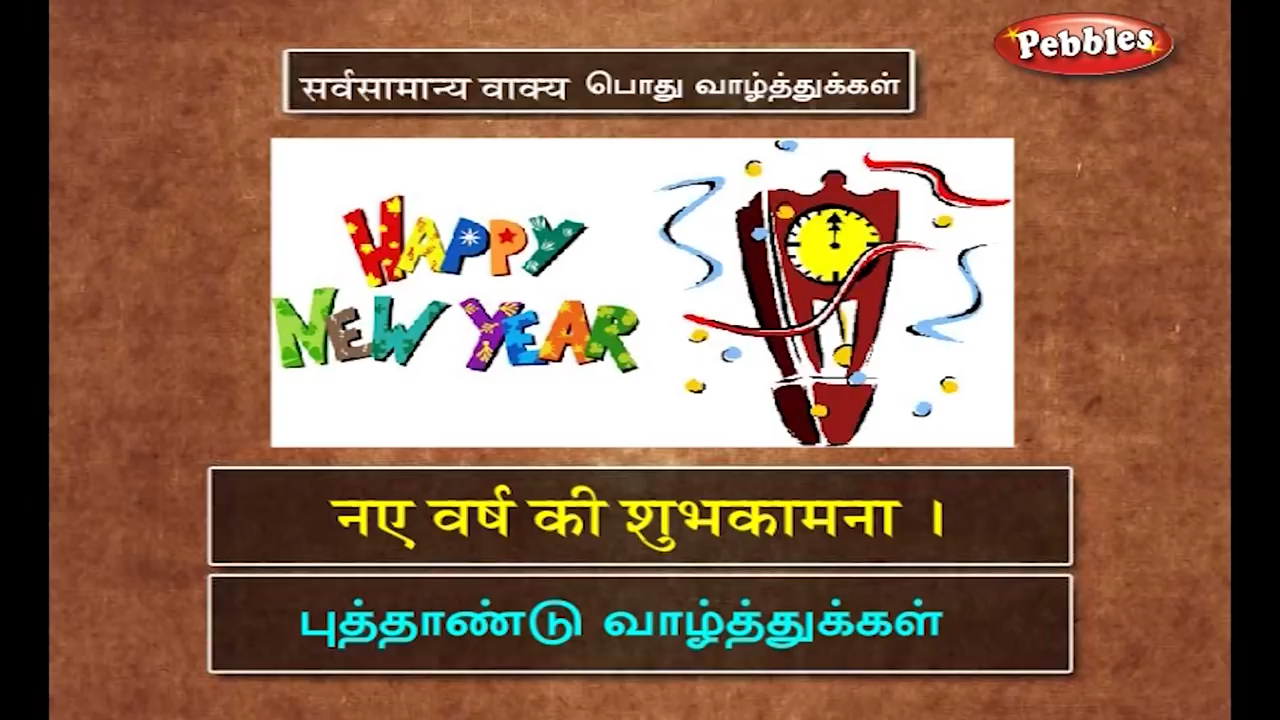 Pebbles
सर्वसामान्य वाक्य பொது வாழ்த்துக்கள்
HAPPY
NEW YEAR
नए वर्ष की शुभकामना ।
புத்தாண்டு வாழ்த்துக்கள்